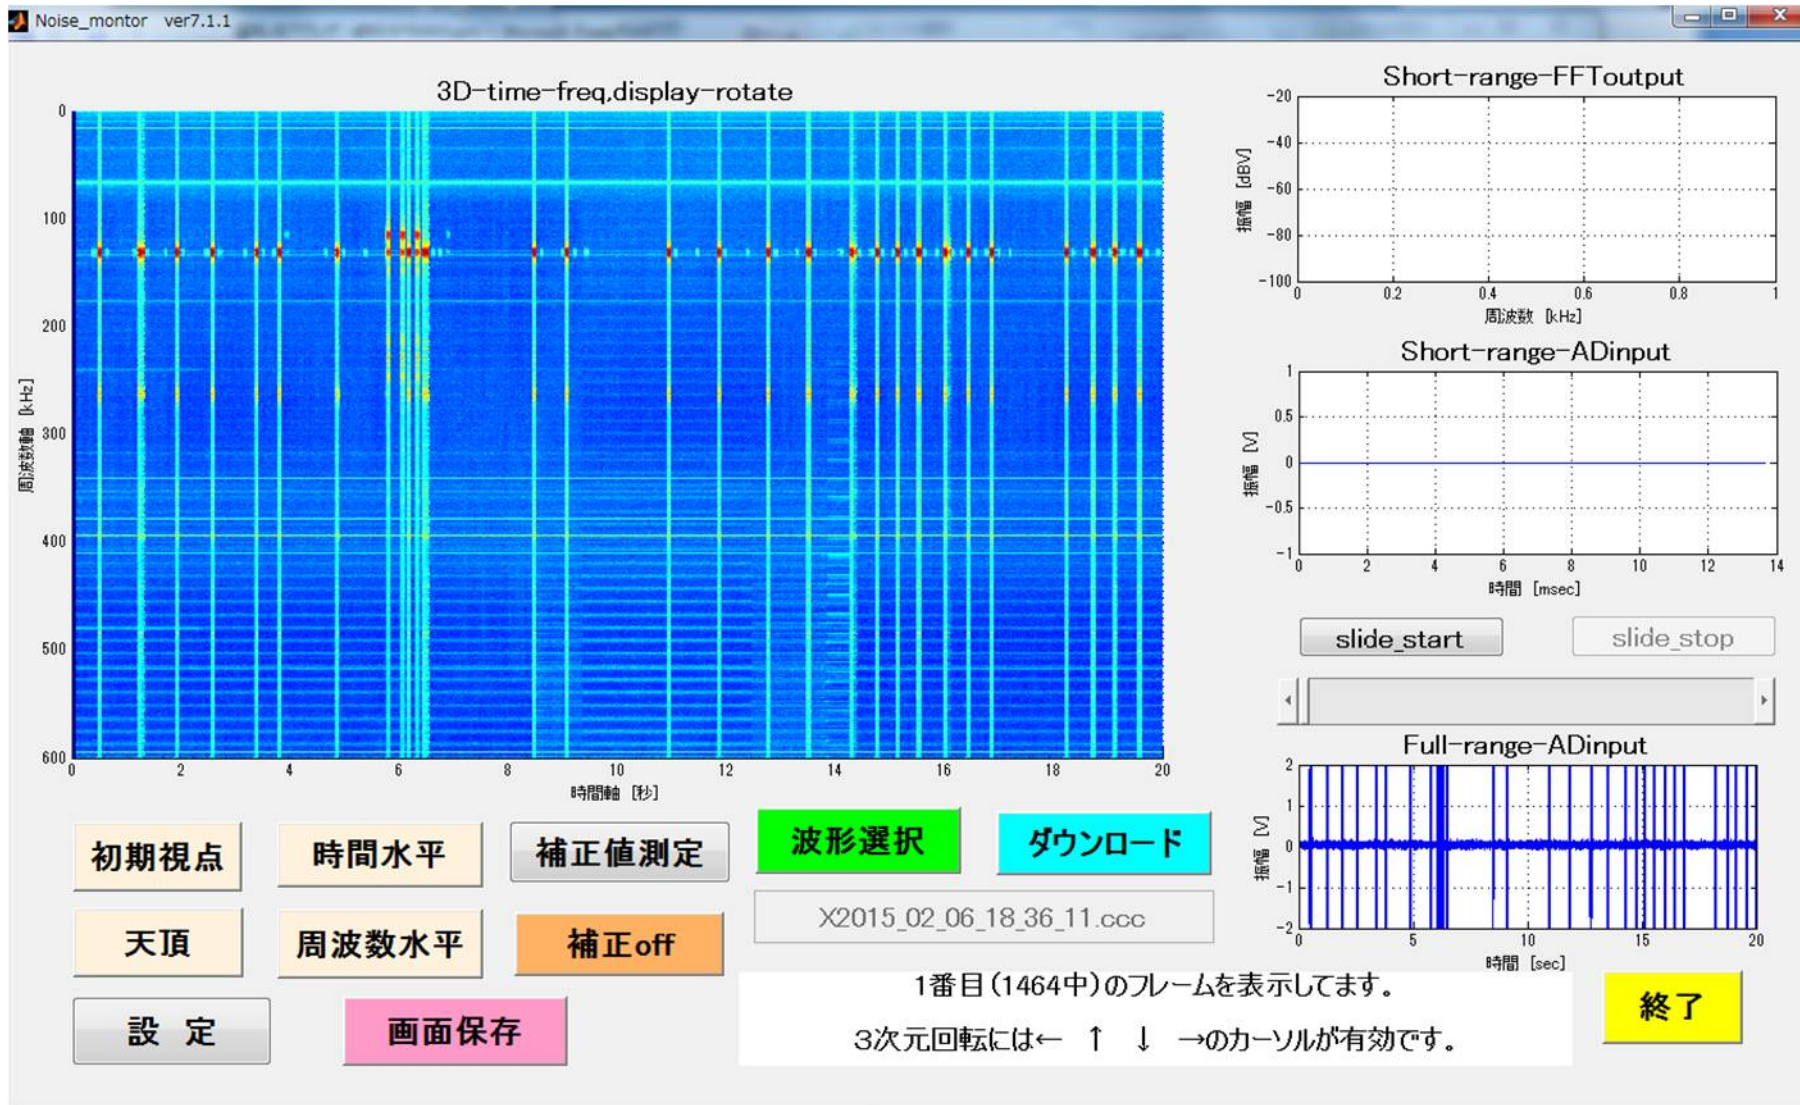 Noise_montor ver7.1.1
3D-time-freq,display-rotate
0
100
200
300
400
500
600
周波数軸 [kHz]
0 2 4 6 8 10 12 14 16 18 20
時間軸 [秒]
Short-range-FFToutput
-20
-40
-60
-80
-100
振幅 [dBV]
0 0.2 0.4 0.6 0.8 1
周波数 [kHz]
Short-range-ADinput
1
0.5
0
-0.5
-1
振幅 [V]
0 2 4 6 8 10 12 14
時間 [msec]
slide_start slide_stop
Full-range-ADinput
2
1
0
-1
-2
振幅 [V]
0 5 10 15 20
時間 [sec]
初期視点 時間水平 補正値測定 波形選択 ダウンロード
X2015_02_06_18_36_11.ccc
天頂 周波数水平 補正off
設 定 画面保存
1番目(1464中)のフレームを表示してます。
3次元回転には← ↑ ↓ →のカーソルが有効です。
終了